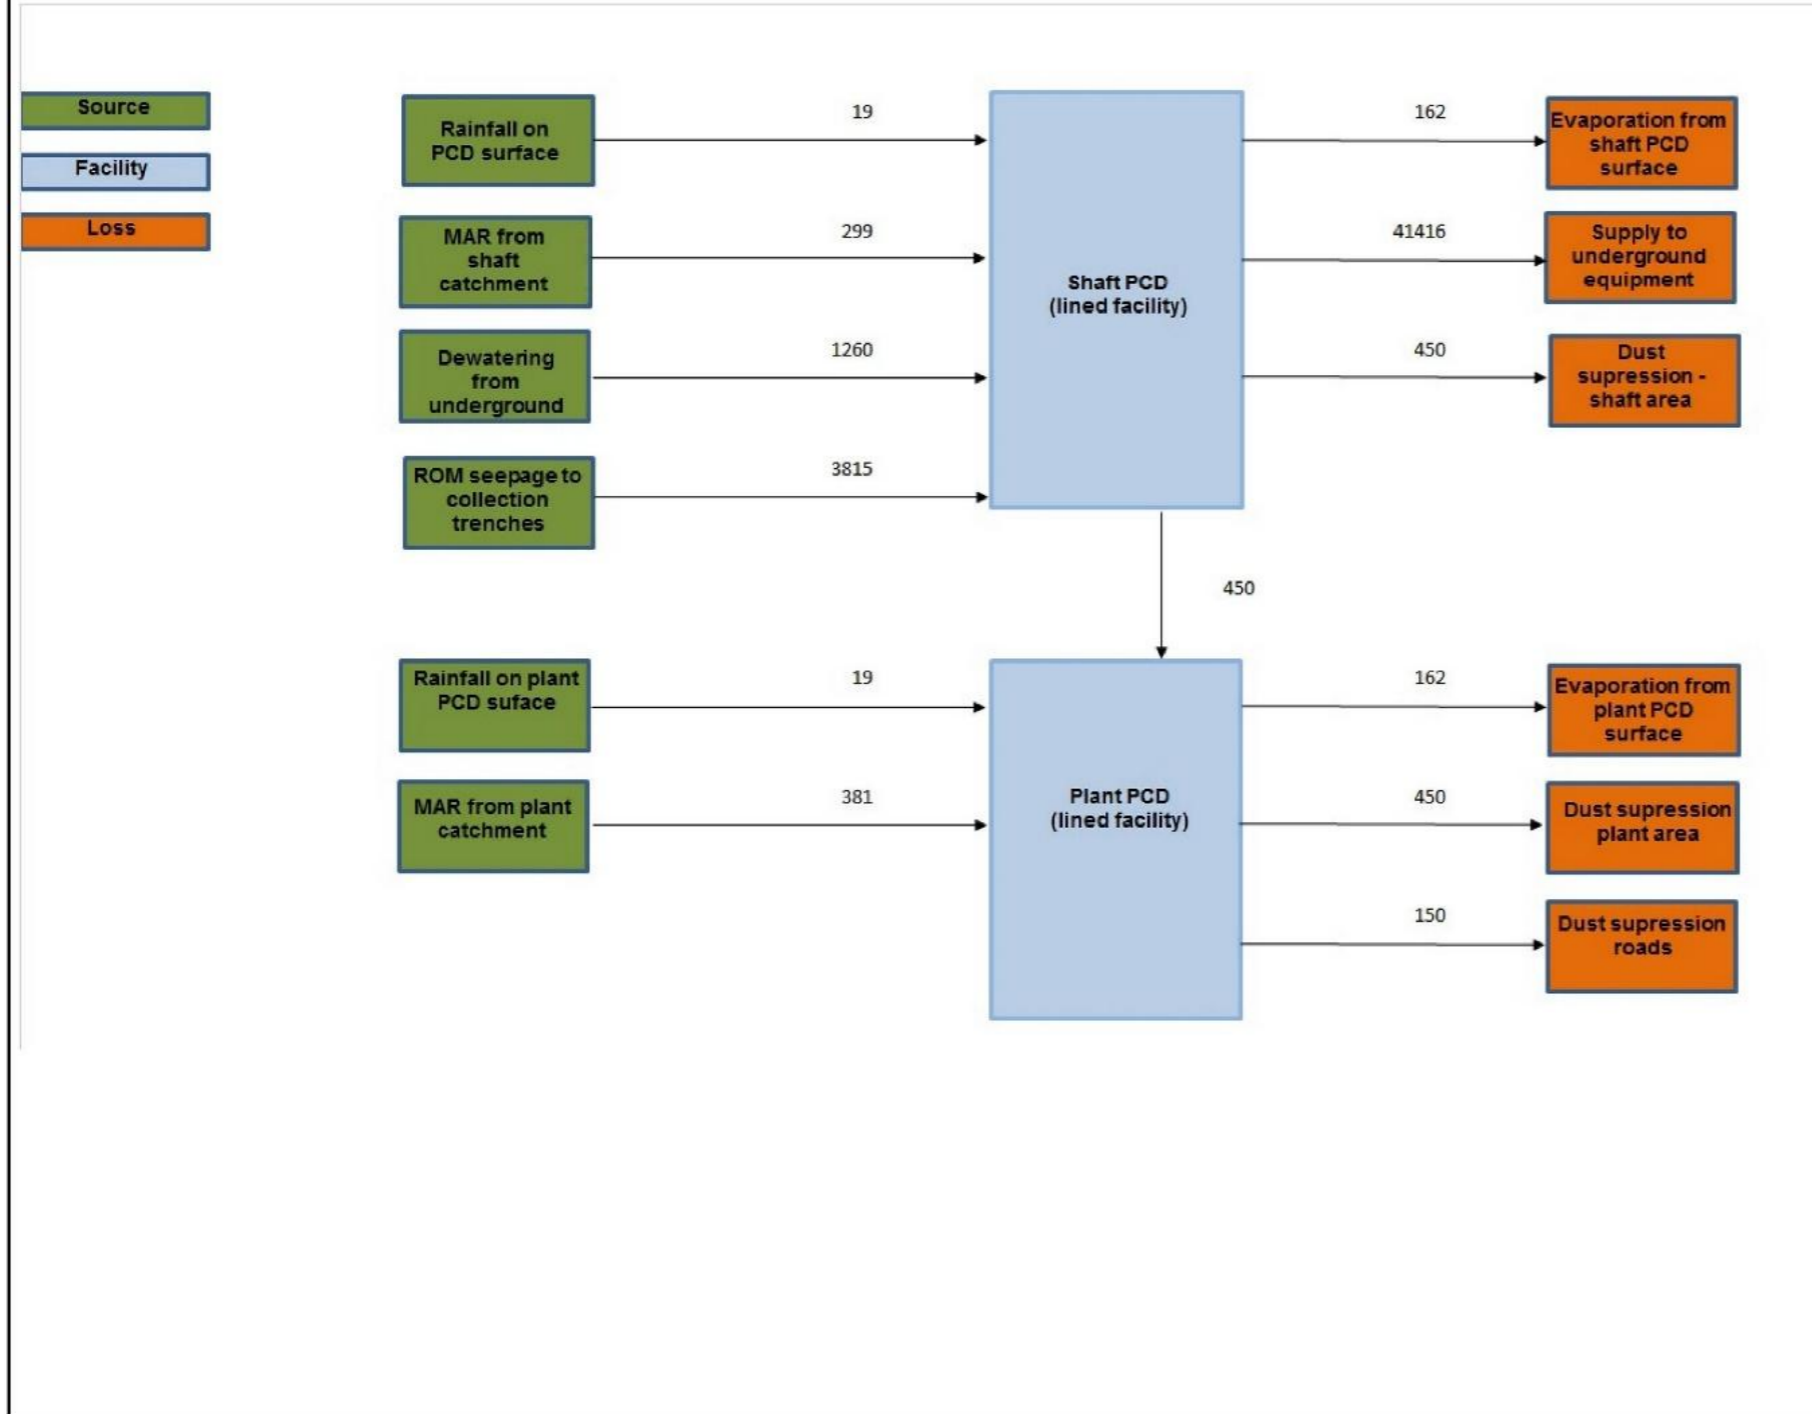 Source
Facility
Loss
Rainfall on
PCD surface
19
162
Evaporation from
shaft PCD
surface
MAR from
shaft
catchment
299
41416
Supply to
underground
equipment
Shaft PCD
(lined facility)
Dewatering
from
underground
1260
450
Dust
supression -
shaft area
ROM seepage to
collection
trenches
3815
450
Rainfall on plant
PCD suface
19
162
Evaporation from
plant PCD
surface
MAR from plant
catchment
381
Plant PCD
(lined facility)
450
Dust supression
plant area
150
Dust supression
roads